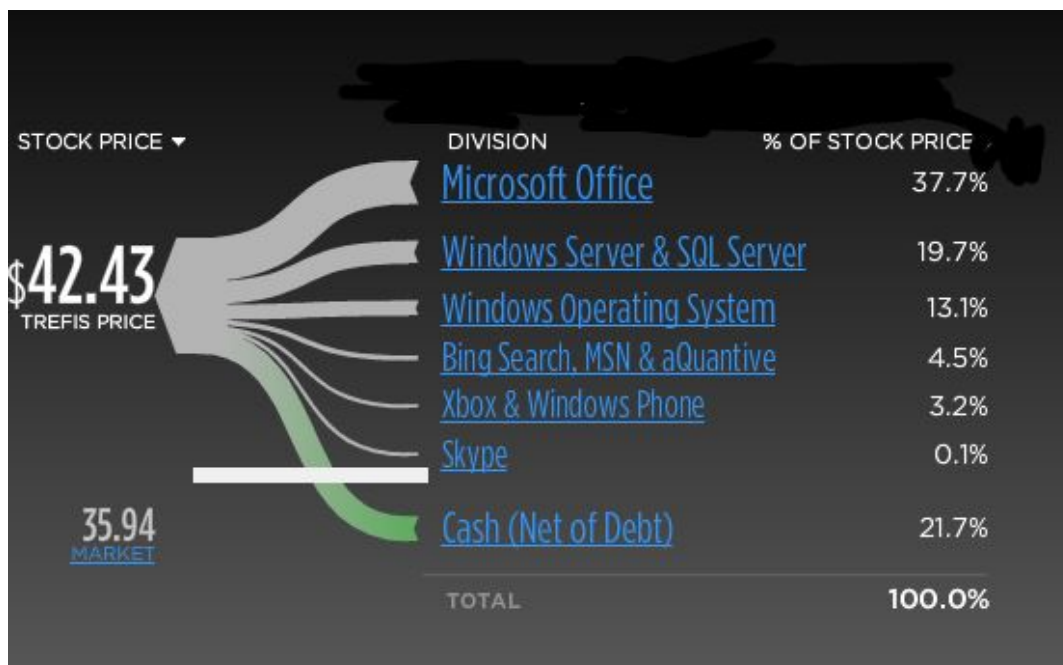 STOCK PRICE DIVISION % OF STOCK PRICE
Microsoft Office 37.7%
$42.43
TREFIS PRICE
Windows Server & SQL Server 19.7%
Windows Operating System 13.1%
Bing Search, MSN & aQuantive 4.5%
Xbox & Windows Phone 3.2%
Skype 0.1%
35.94
MARKET
Cash (Net of Debt) 21.7%
TOTAL 100.0%